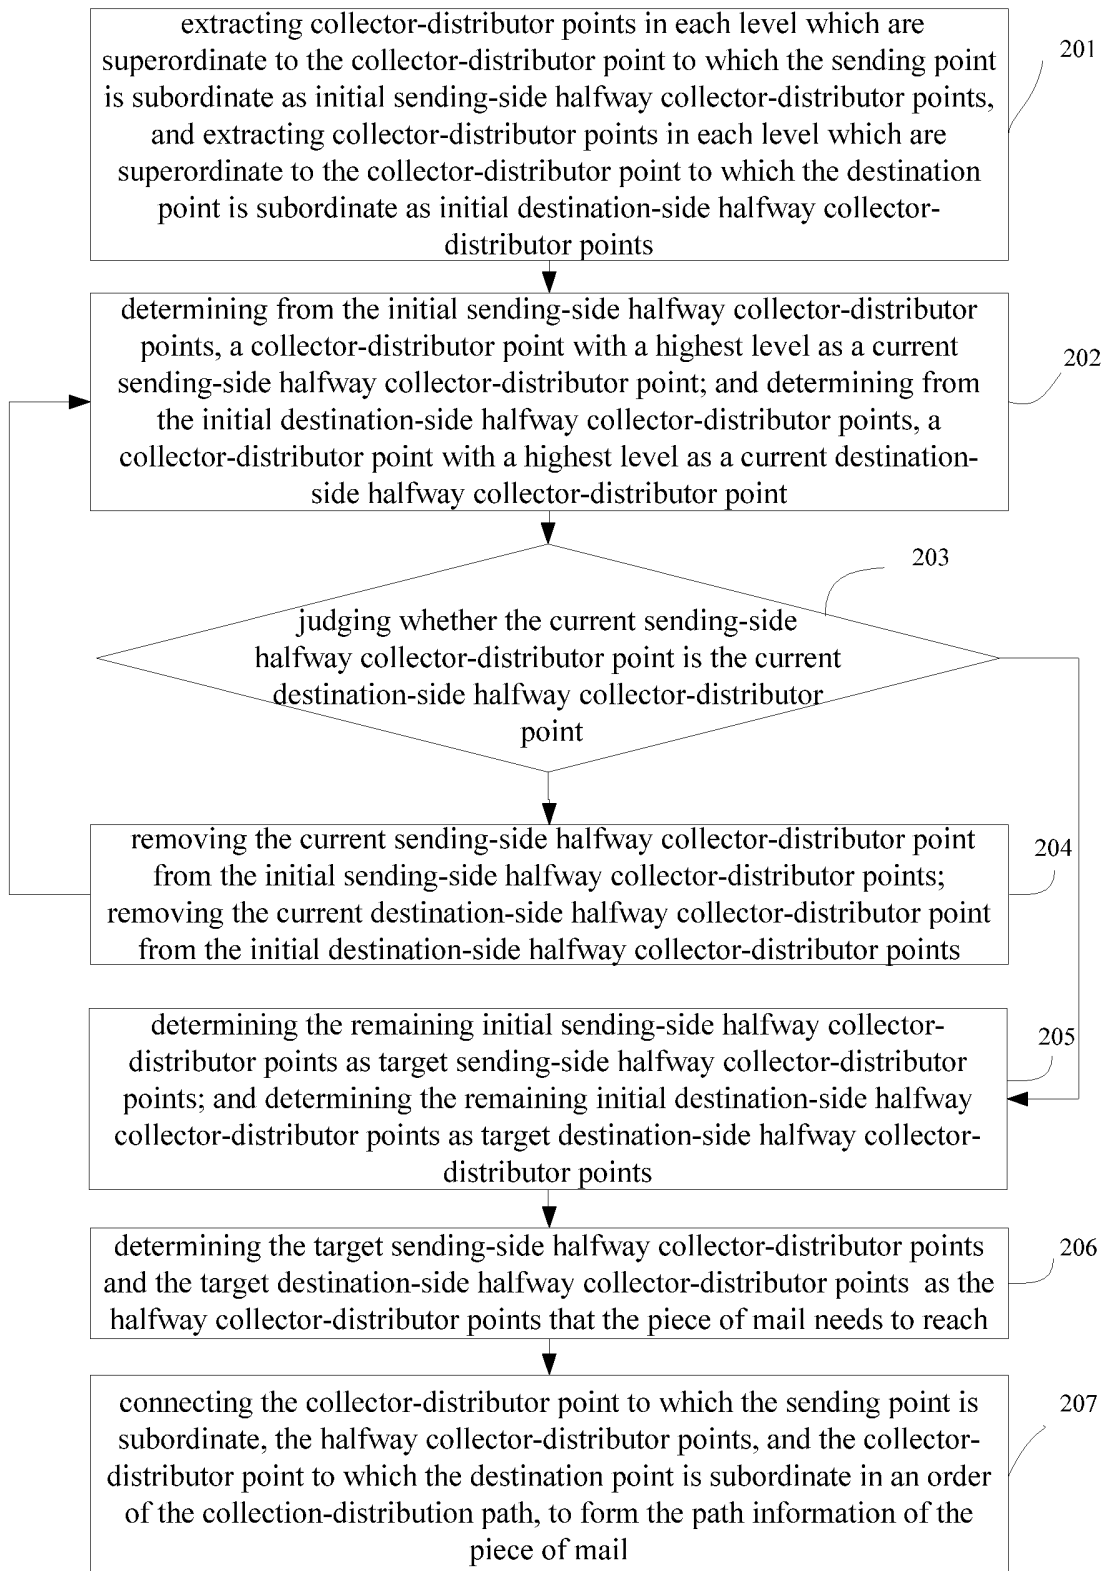 extracting collector-distributor points in each level which are
superordinate to the collector-distributor point to which the sending point
is subordinate as initial sending-side halfway collector-distributor points,
and extracting collector-distributor points in each level which are
superordinate to the collector-distributor point to which the destination
point is subordinate as initial destination-side halfway collector-
distributor points
201
determining from the initial sending-side halfway collector-distributor
points, a collector-distributor point with a highest level as a current
sending-side halfway collector-distributor point; and determining from
the initial destination-side halfway collector-distributor points, a
collector-distributor point with a highest level as a current destination-
side halfway collector-distributor point
202
203
judging whether the current sending-side
halfway collector-distributor point is the current
destination-side halfway collector-distributor
point
removing the current sending-side halfway collector-distributor point
from the initial sending-side halfway collector-distributor points;
removing the current destination-side halfway collector-distributor point
from the initial destination-side halfway collector-distributor points
204
determining the remaining initial sending-side halfway collector-
distributor points as target sending-side halfway collector-distributor
points; and determining the remaining initial destination-side halfway
collector-distributor points as target destination-side halfway collector-
distributor points
205
determining the target sending-side halfway collector-distributor points
and the target destination-side halfway collector-distributor points as the
halfway collector-distributor points that the piece of mail needs to reach
206
connecting the collector-distributor point to which the sending point is
subordinate, the halfway collector-distributor points, and the collector-
distributor point to which the destination point is subordinate in an order
of the collection-distribution path, to form the path information of the
piece of mail
207